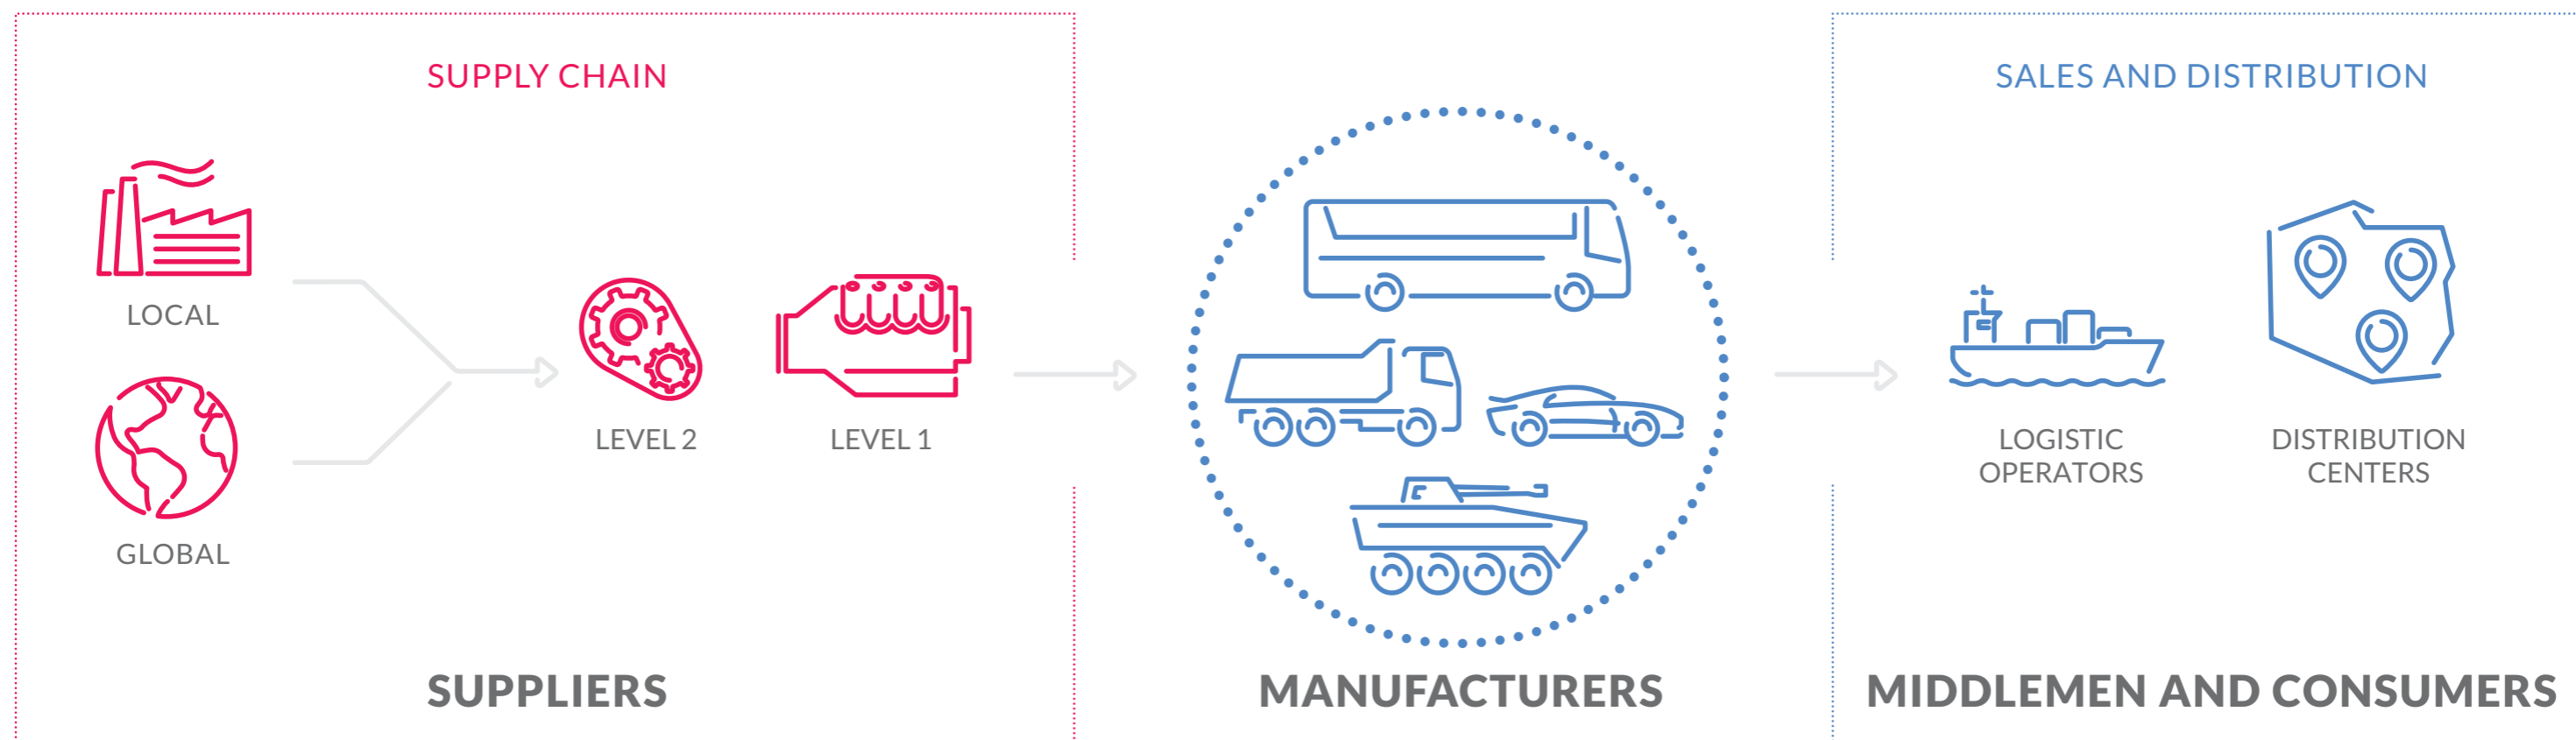 SUPPLY CHAIN
SALES AND DISTRIBUTION
LOCAL
GLOBAL
LEVEL 2
LEVEL 1
LOGISTIC
OPERATORS
DISTRIBUTION
CENTERS
SUPPLIERS
MANUFACTURERS
MIDDLEMEN AND CONSUMERS